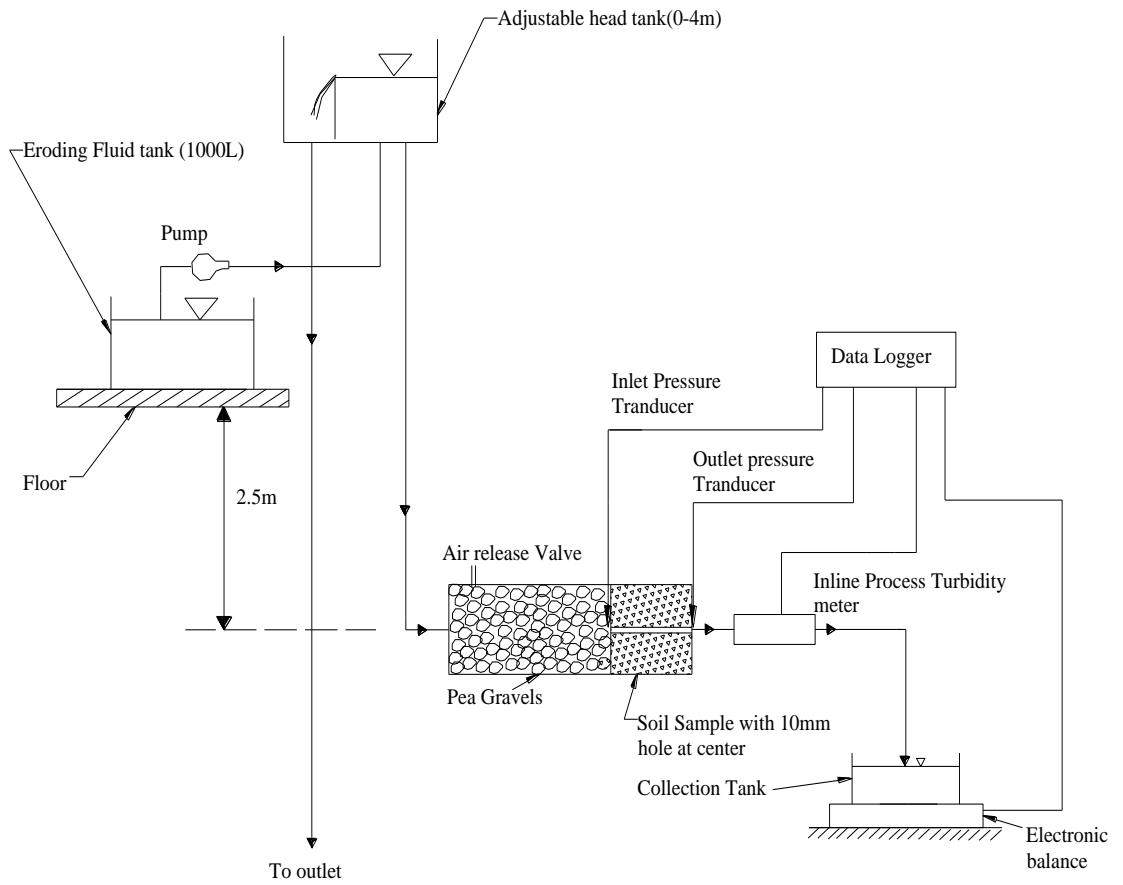 Adjustable head tank(0-4m)
Eroding Fluid tank (1000L)
Pump
Data Logger
Inlet Pressure
Tranducer
Outlet pressure
Tranducer
Floor
2.5m
Air release Valve
Inline Process Turbidity
meter
Pea Gravels
Soil Sample with 10mm
hole at center
Collection Tank
Electronic
balance
To outlet